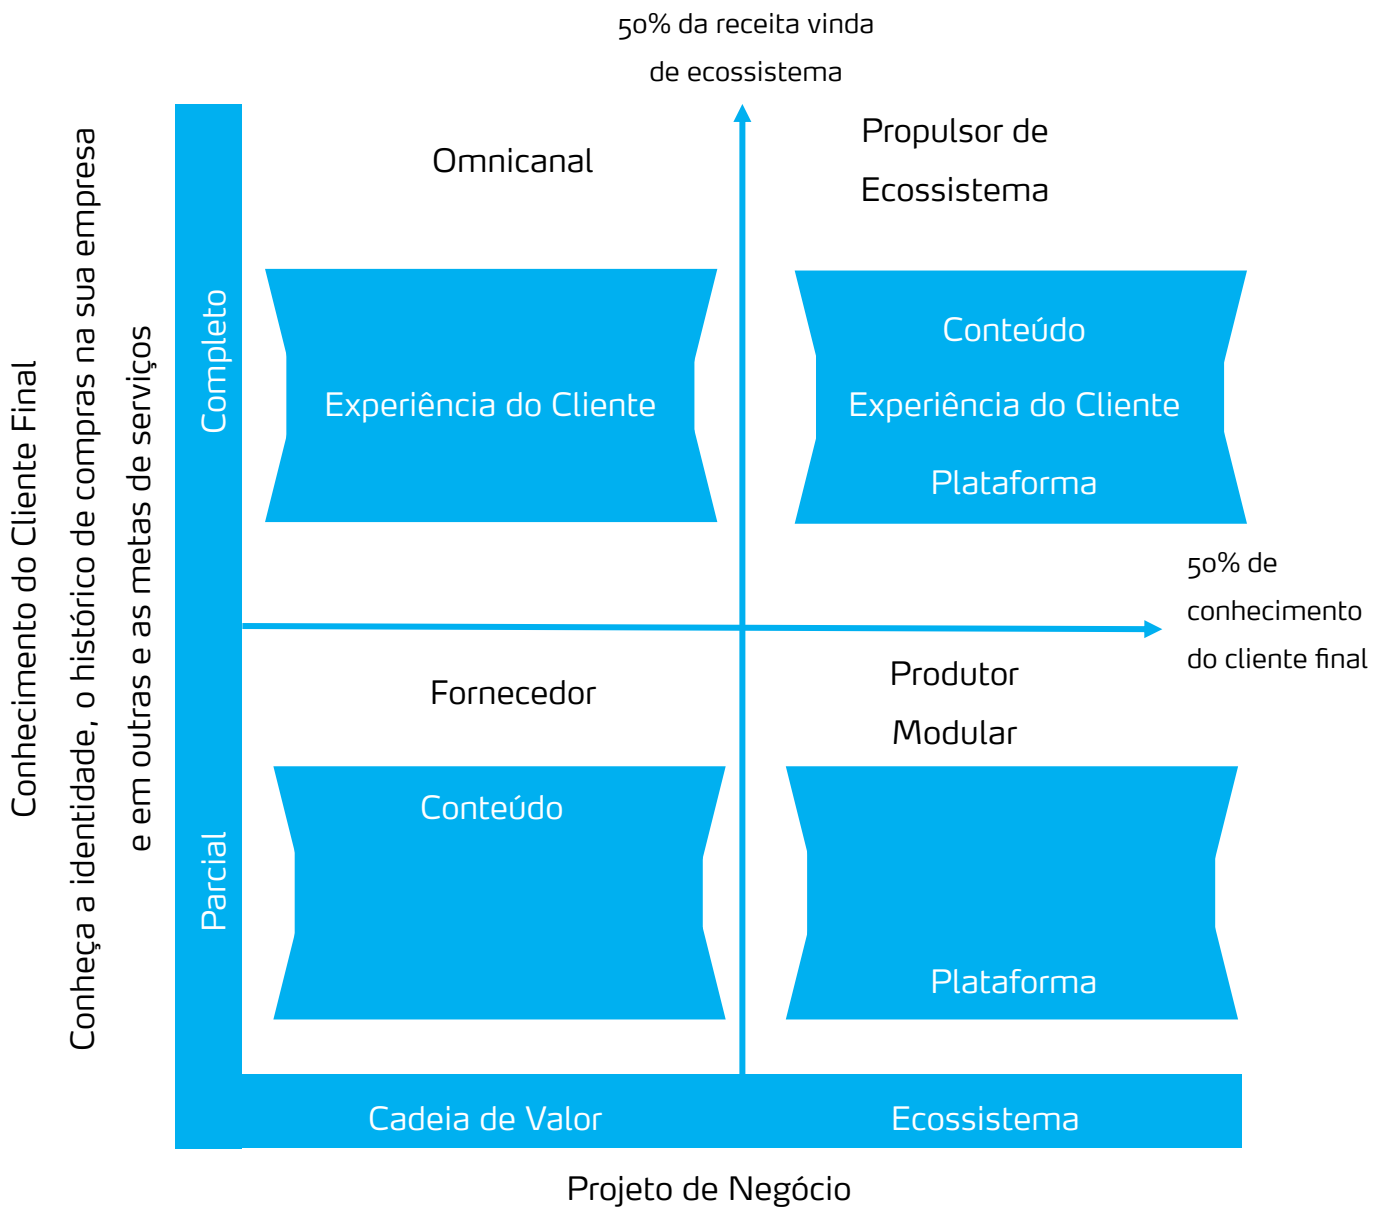 50% da receita vinda
de ecossistema
Omnicanal
Propulsor de
Ecossistema
Conhecimento do Cliente Final
Conheça a identidade, o histórico de compras na sua empresa
e em outras e as metas de serviços
Completo
Experiência do Cliente
Conteúdo
Experiência do Cliente
Plataforma
50% de
conhecimento
do cliente final
Fornecedor
Produtor
Modular
Parcial
Conteúdo
Plataforma
Cadeia de Valor
Ecossistema
Projeto de Negócio